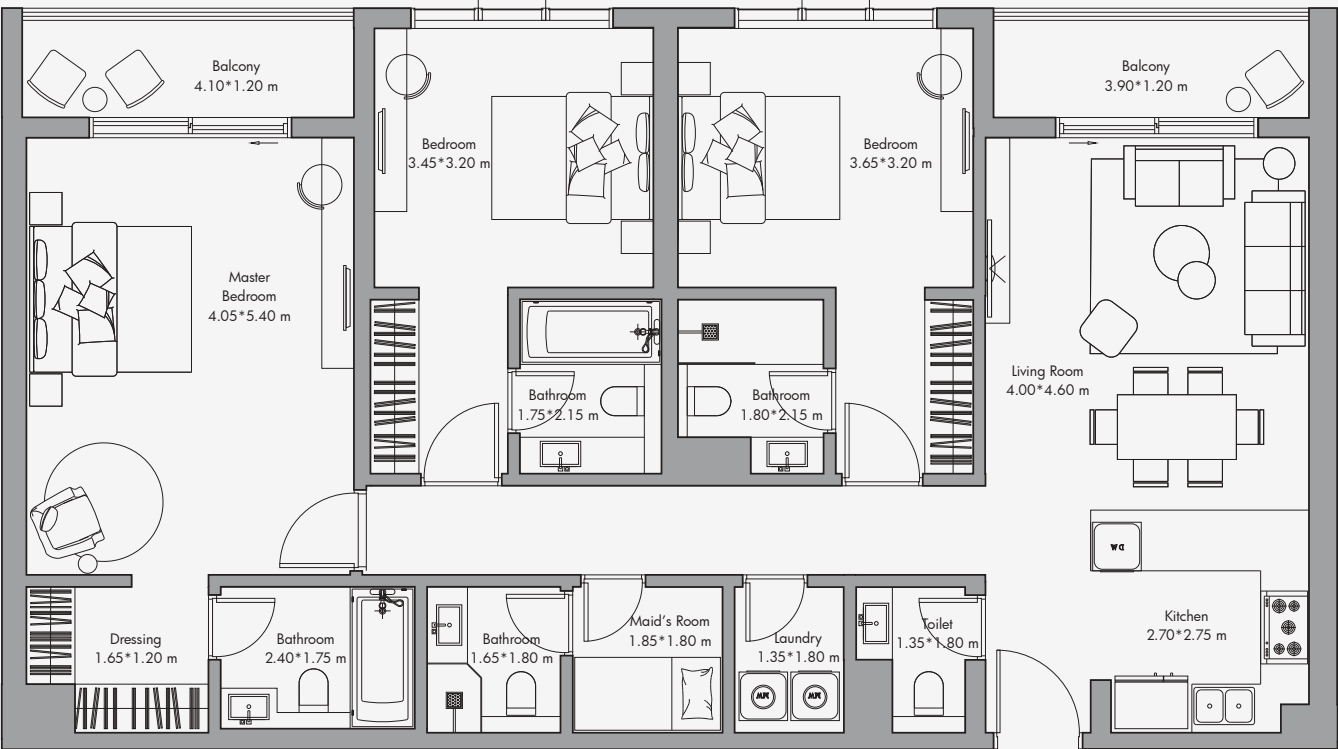 Balcony
4.10*1.20 m
Balcony
3.90*1.20 m
Bedroom
3.45*3.20 m
Bedroom
3.65*3.20 m
Master
Bedroom
4.05*5.40 m
Living Room
4.00*4.60 m
Bathroom
1.75*2.15 m
Bathroom
1.80*2.15 m
DW
Dressing
1.65*1.20 m
Bathroom
2.40*1.75 m
Bathroom
1.65*1.80 m
Maid's Room
1.85*1.80 m
Laundry
1.35*1.80 m
Toilet
1.35*1.80 m
Kitchen
2.70*2.75 m
WM
WM